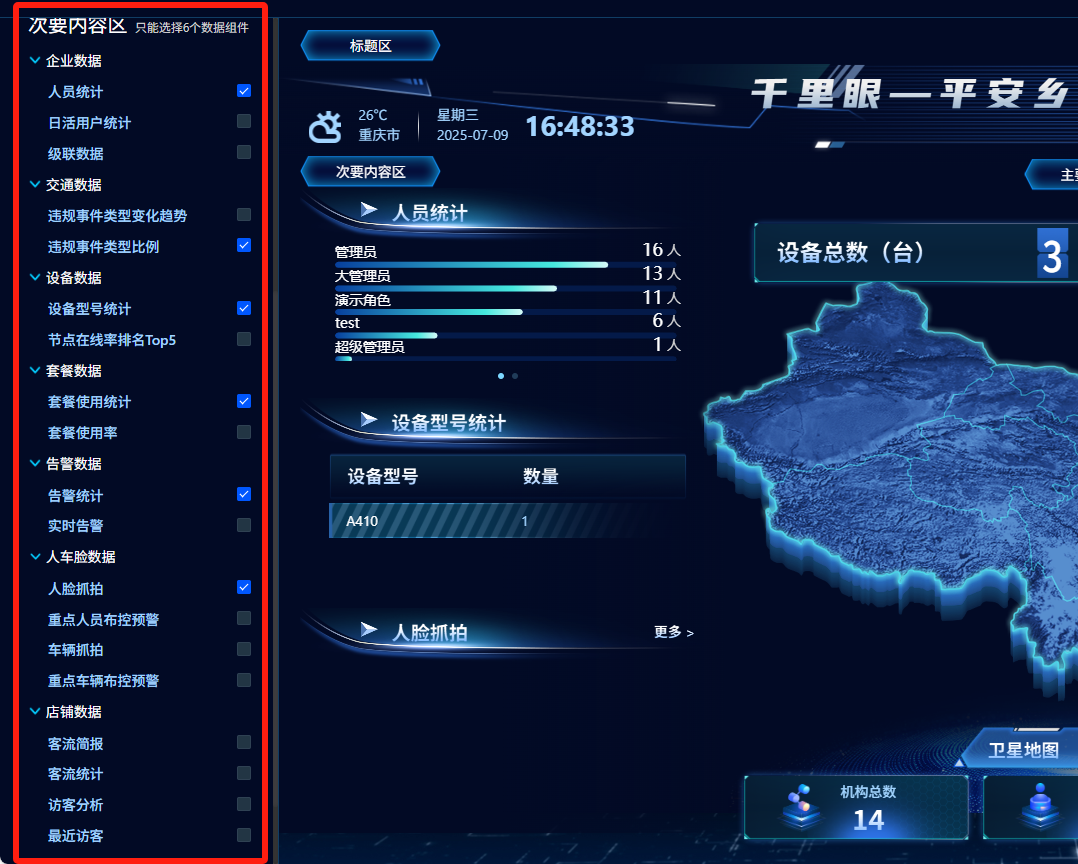 次要内容区 只能选择6个数据组件
企业数据
人员统计
日活用户统计
级联数据
交通数据
违规事件类型变化趋势
违规事件类型比例
设备数据
设备型号统计
节点在线率排名Top5
套餐数据
套餐使用统计
套餐使用率
告警数据
告警统计
实时告警
人车脸数据
人脸抓拍
重点人员布控预警
车辆抓拍
重点车辆布控预警
店铺数据
客流简报
客流统计
访客分析
最近访客
标题区
千里眼—平安乡
26℃
重庆市
星期三
2025-07-09
16:48:33
次要内容区
主要
人员统计
管理员 16人
大管理员 13人
演示角色 11人
test 6人
超级管理员 1人
设备总数（台） 3
设备型号统计
设备型号 数量
A410 1
人脸抓拍 更多 >
卫星地图
机构总数
14